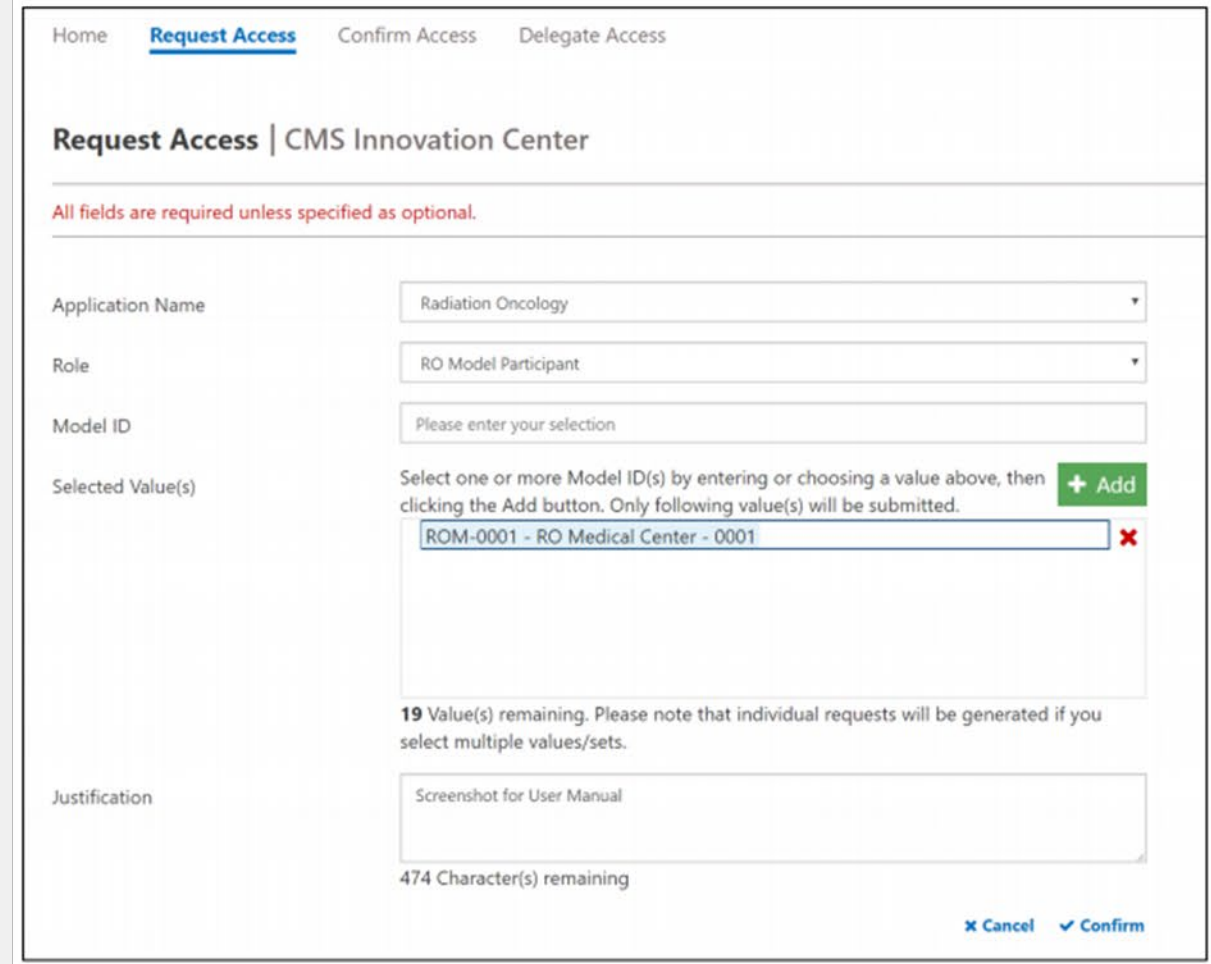 Home Request Access Confirm Access Delegate Access
Request Access | CMS Innovation Center
All fields are required unless specified as optional.
Application Name Radiation Oncology
Role RO Model Participant
Model ID Please enter your selection
Selected Value(s) Select one or more Model ID(s) by entering or choosing a value above, then
clicking the Add button. Only following value(s) will be submitted.
+ Add
ROM-0001 - RO Medical Center - 0001
19 Value(s) remaining. Please note that individual requests will be generated if you
select multiple values/sets.
Justification Screenshot for User Manual
474 Character(s) remaining
Cancel Confirm